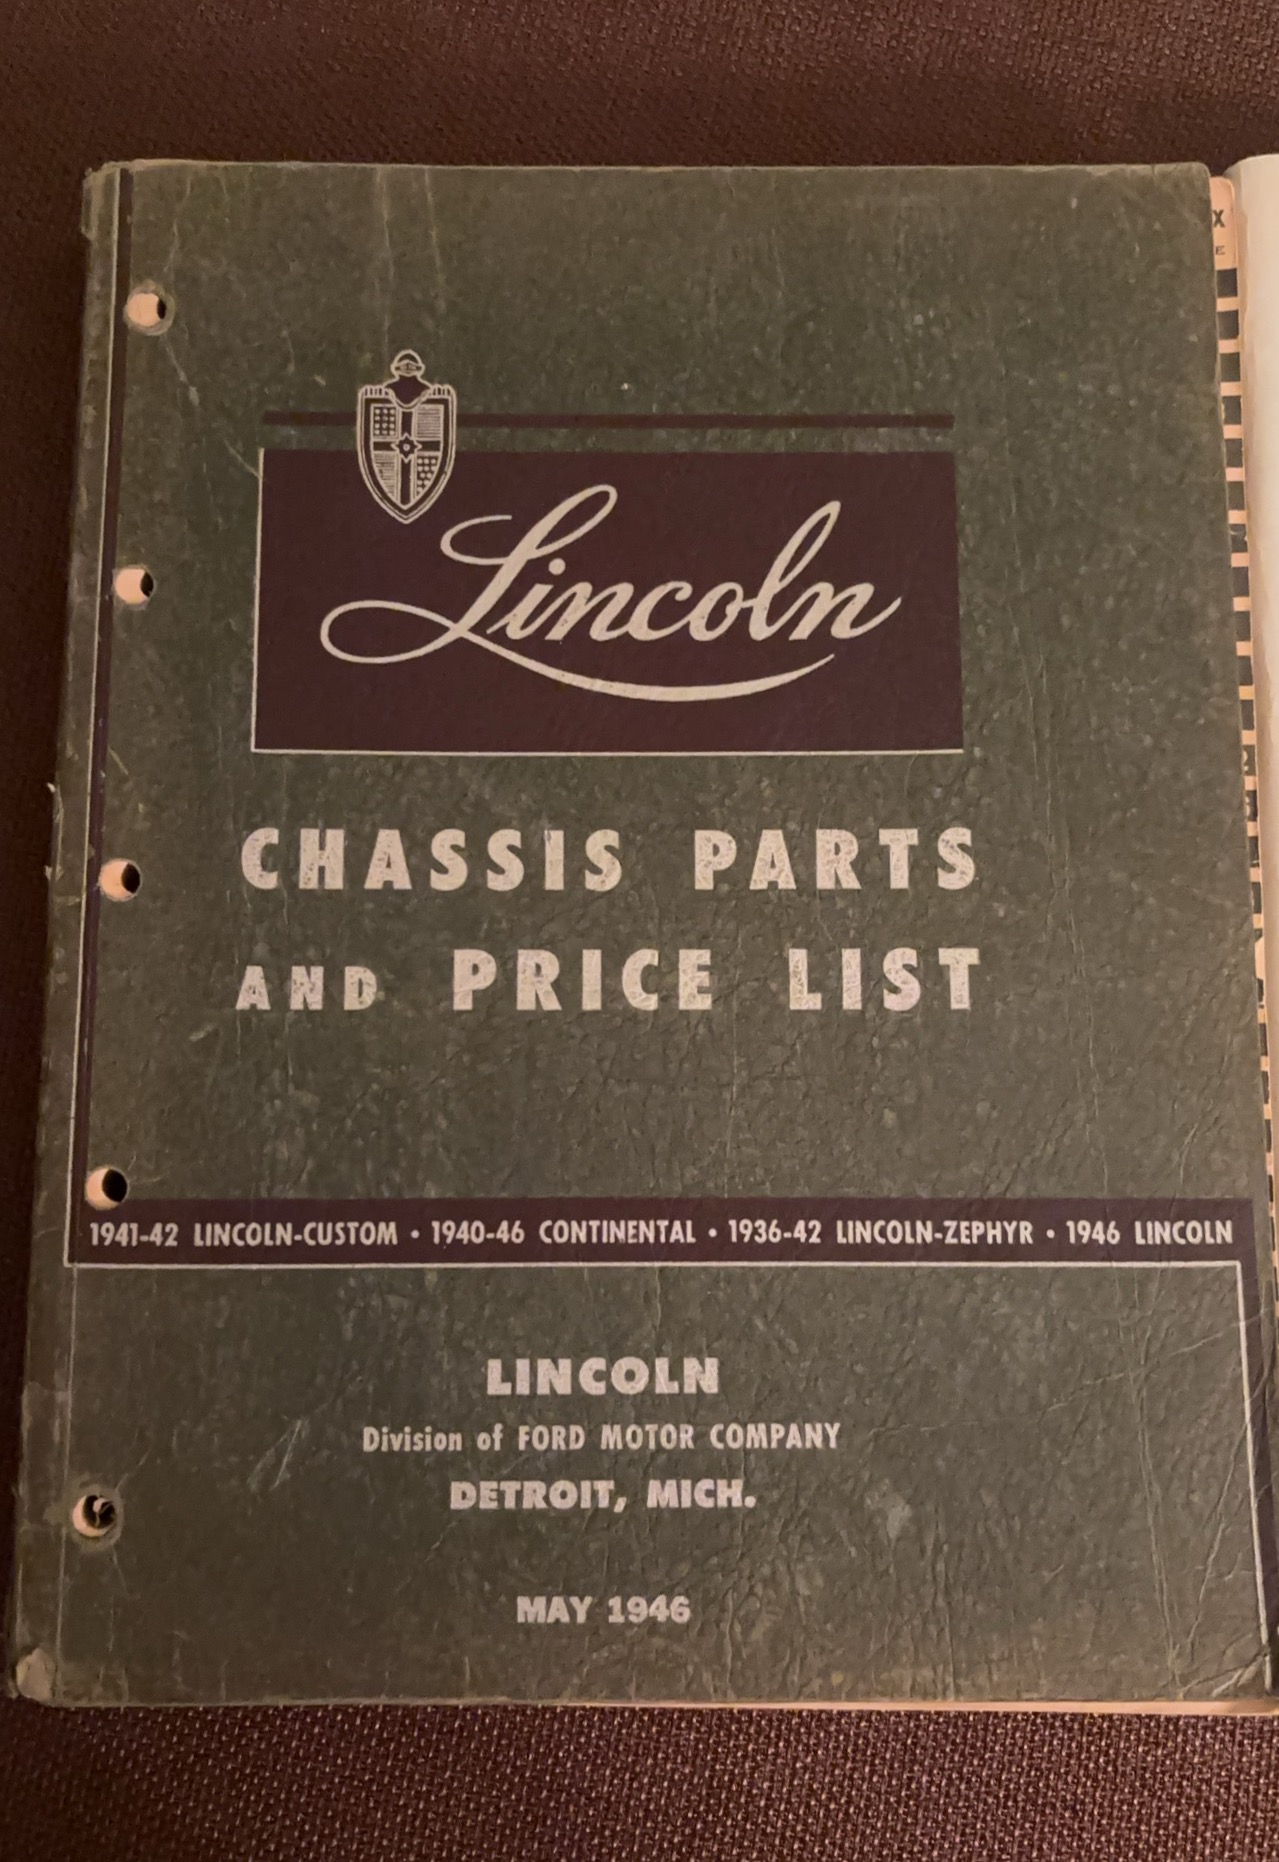 Lincoln
CHASSIS PARTS
AND PRICE LIST
1941-42 LINCOLN-CUSTOM • 1940-46 CONTINENTAL • 1936-42 LINCOLN-ZEPHYR • 1946 LINCOLN
LINCOLN
Division of FORD MOTOR COMPANY
DETROIT, MICH.
MAY 1946
X
E